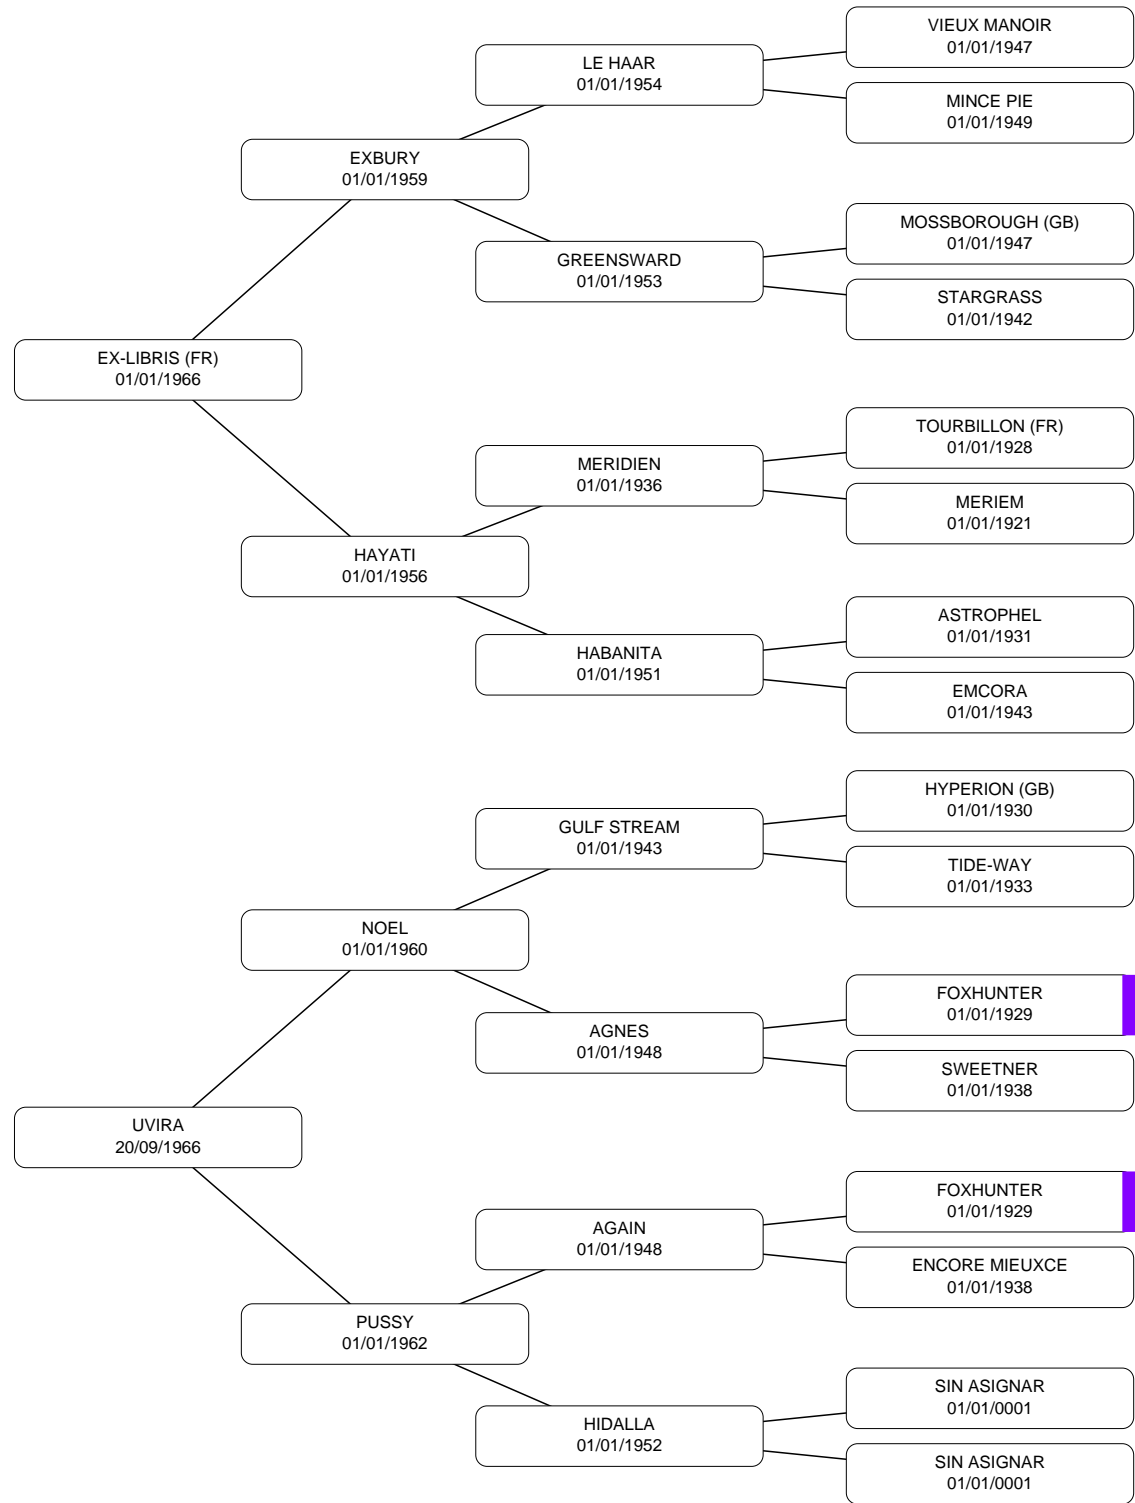 VIEUX MANOIR
01/01/1947
LE HAAR
01/01/1954
MINCE PIE
01/01/1949
EXBURY
01/01/1959
MOSSBOROUGH (GB)
01/01/1947
GREENSWARD
01/01/1953
STARGRASS
01/01/1942
EX-LIBRIS (FR)
01/01/1966
TOURBILLON (FR)
01/01/1928
MERIDIEN
01/01/1936
MERIEM
01/01/1921
HAYATI
01/01/1956
ASTROPHEL
01/01/1931
HABANITA
01/01/1951
EMCORA
01/01/1943
HYPERION (GB)
01/01/1930
GULF STREAM
01/01/1943
TIDE-WAY
01/01/1933
NOEL
01/01/1960
FOXHUNTER
01/01/1929
AGNES
01/01/1948
SWEETNER
01/01/1938
UVIRA
20/09/1966
FOXHUNTER
01/01/1929
AGAIN
01/01/1948
ENCORE MIEUXCE
01/01/1938
PUSSY
01/01/1962
SIN ASIGNAR
01/01/0001
HIDALLA
01/01/1952
SIN ASIGNAR
01/01/0001